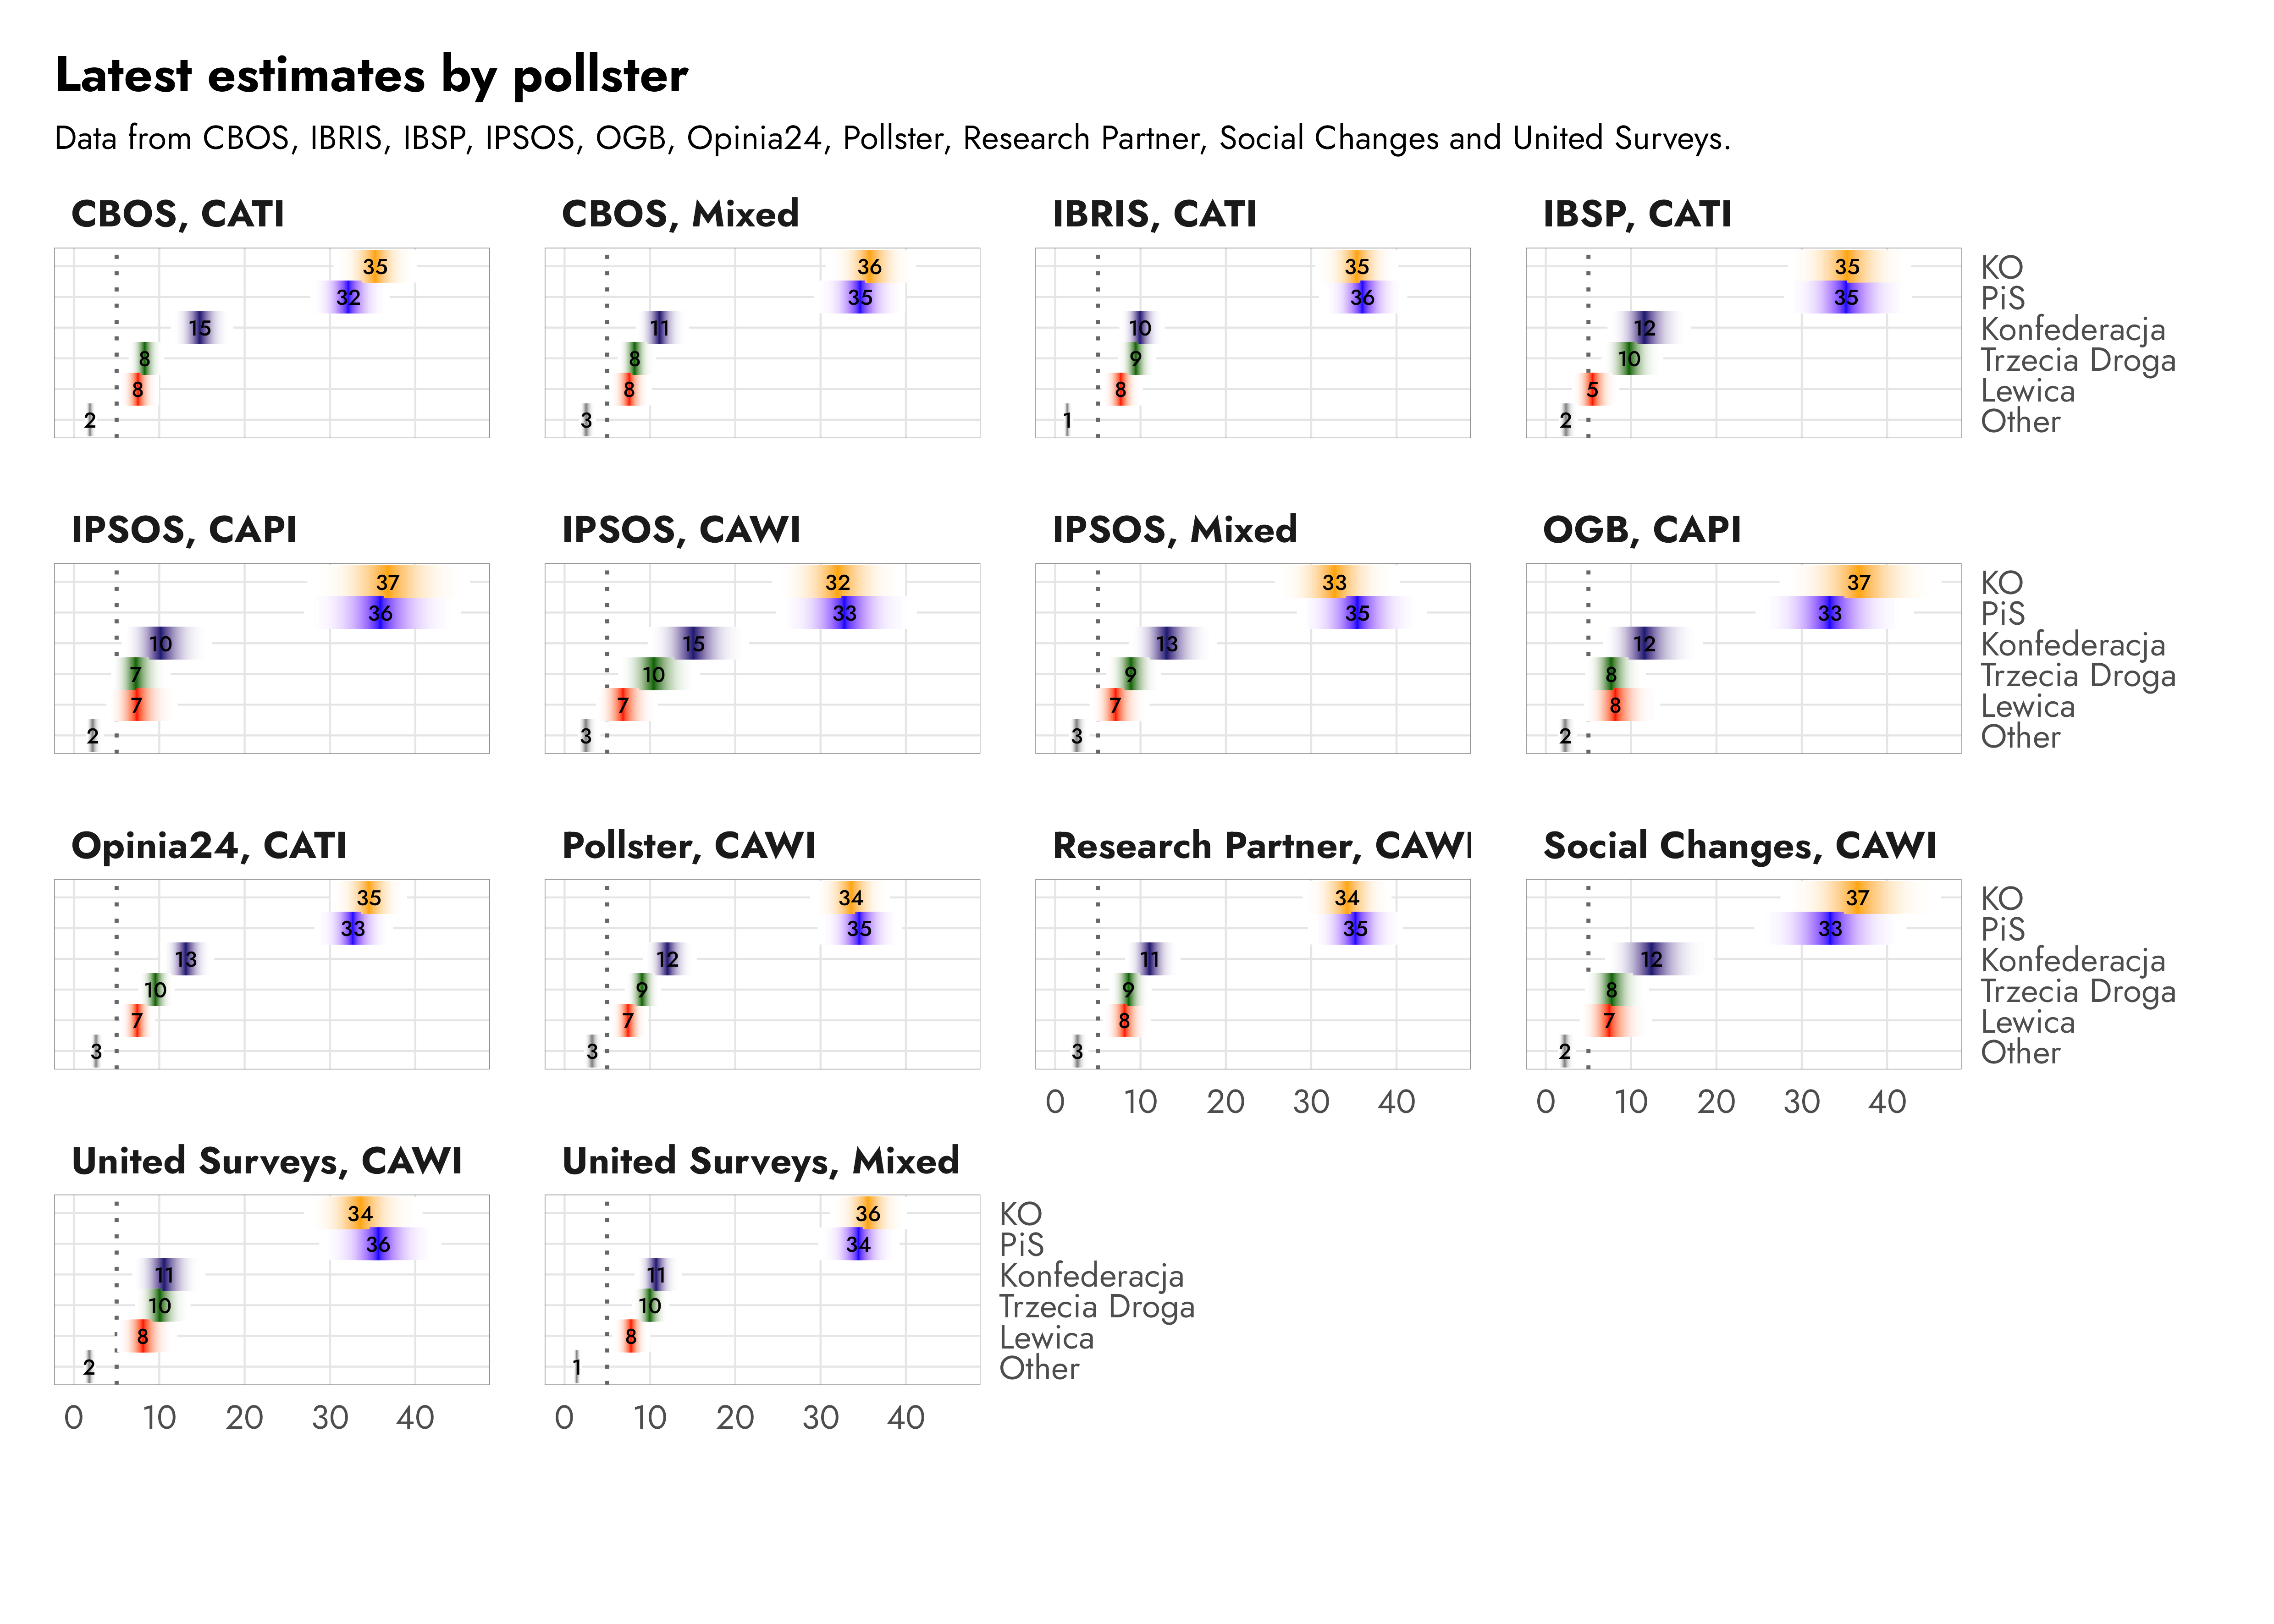 Latest estimates by pollster
Data from CBOS, IBRIS, IBSP, IPSOS, OGB, Opinia24, Pollster, Research Partner, Social Changes and United Surveys.
CBOS, CATI
35
32
15
8
8
2
CBOS, Mixed
36
35
11
8
8
3
IBRIS, CATI
35
36
10
9
8
1
IBSP, CATI
35
35
12
10
5
2
KO
PiS
Konfederacja
Trzecia Droga
Lewica
Other
IPSOS, CAPI
37
36
10
7
7
2
IPSOS, CAWI
32
33
15
10
7
3
IPSOS, Mixed
33
35
13
9
7
3
OGB, CAPI
37
33
12
8
8
2
KO
PiS
Konfederacja
Trzecia Droga
Lewica
Other
Opinia24, CATI
35
33
13
10
7
3
Pollster, CAWI
34
35
12
9
7
3
Research Partner, CAWI
34
35
11
9
8
3
0 10 20 30 40
Social Changes, CAWI
37
33
12
8
7
2
0 10 20 30 40
KO
PiS
Konfederacja
Trzecia Droga
Lewica
Other
United Surveys, CAWI
34
36
11
10
8
2
0 10 20 30 40
United Surveys, Mixed
36
34
11
10
8
1
0 10 20 30 40
KO
PiS
Konfederacja
Trzecia Droga
Lewica
Other